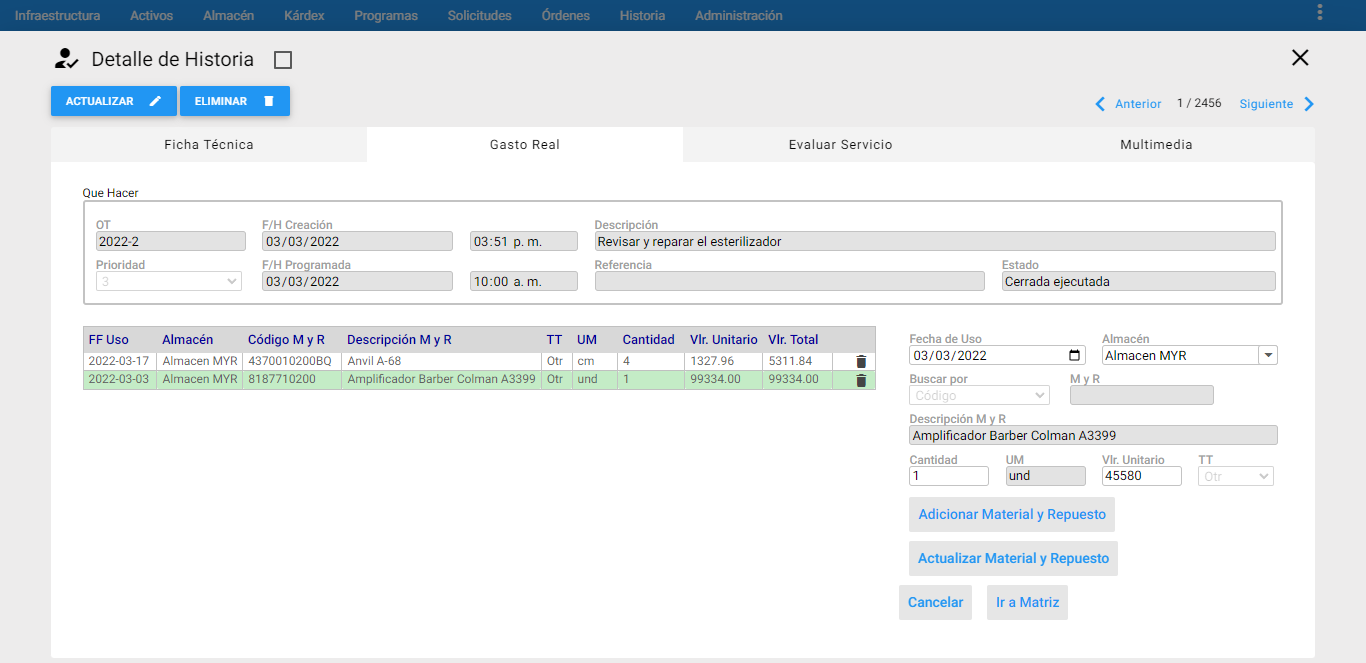 Infraestructura Activos Almacén Kárdex Programas Solicitudes Órdenes Historia Administración
Detalle de Historia
ACTUALIZAR ELIMINAR
Anterior 1 / 2456 Siguiente
Ficha Técnica Gasto Real Evaluar Servicio Multimedia
Que Hacer
OT F/H Creación Descripción
2022-2 03/03/2022 03:51 p. m. Revisar y reparar el esterilizador
Prioridad F/H Programada Referencia Estado
3 03/03/2022 10:00 a. m. Cerrada ejecutada
FF Uso Almacén Código M y R Descripción M y R TT UM Cantidad Vlr. Unitario Vlr. Total
2022-03-17 Almacen MYR 4370010200BQ Anvil A-68 Otr cm 4 1327.96 5311.84
2022-03-03 Almacen MYR 8187710200 Amplificador Barber Colman A3399 Otr und 1 99334.00 99334.00
Fecha de Uso Almacén
03/03/2022 Almacen MYR
Buscar por M y R
Código
Descripción M y R
Amplificador Barber Colman A3399
Cantidad UM Vlr. Unitario TT
1 und 45580 Otr
Adicionar Material y Repuesto
Actualizar Material y Repuesto
Cancelar Ir a Matriz